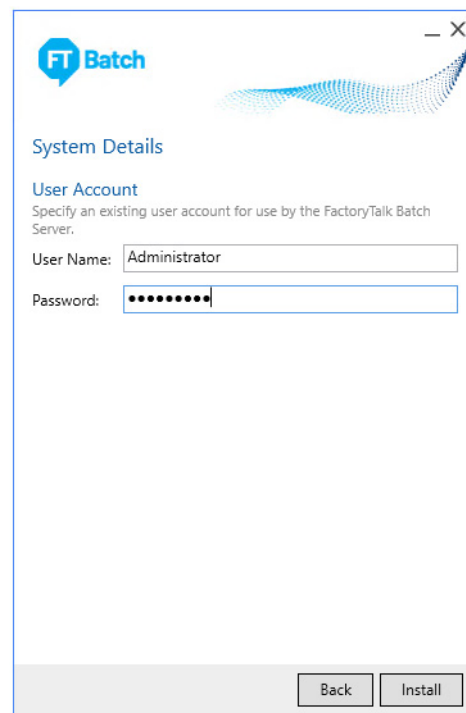 FT Batch
System Details
User Account
Specify an existing user account for use by the FactoryTalk Batch
Server.
User Name: Administrator
Password: ●●●●●●●●●
Back Install